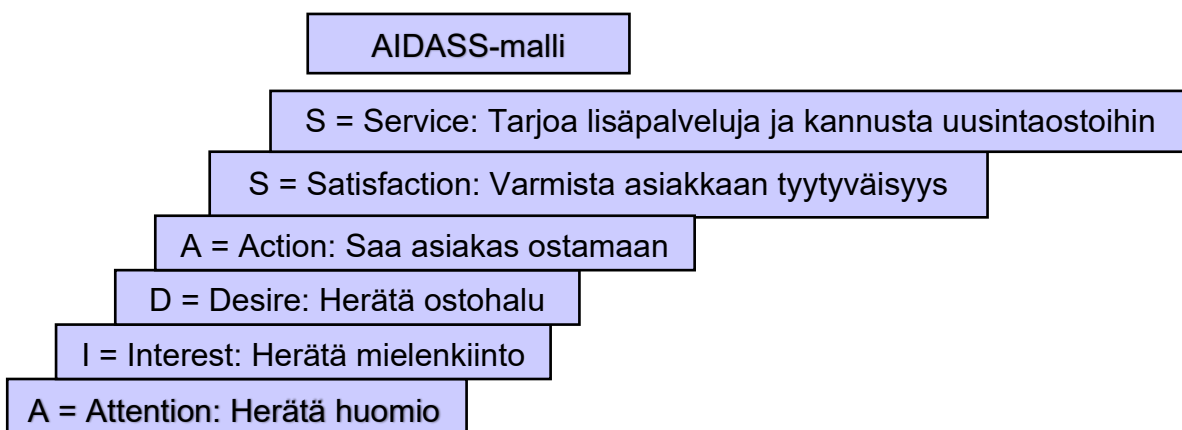 AIDASS-malli
S = Service: Tarjoa lisäpalveluja ja kannusta uusintaostoihin
S = Satisfaction: Varmista asiakkaan tyytyväisyys
A = Action: Saa asiakas ostamaan
D = Desire: Herätä ostohalu
I = Interest: Herätä mielenkiinto
A = Attention: Herätä huomio